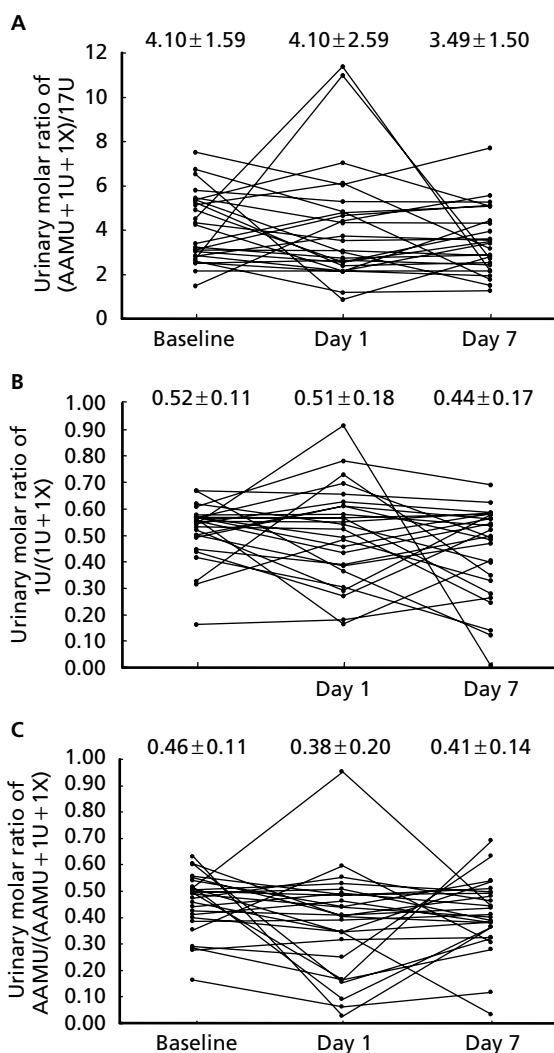 A
4.10±1.59 4.10±2.59 3.49±1.50
Urinary molar ratio of
(AAMU+1U+1X)/17U
12
10
8
6
4
2
0
Baseline Day 1 Day 7
B
0.52±0.11 0.51±0.18 0.44±0.17
Urinary molar ratio of
1U/(1U+1X)
1.00
0.90
0.80
0.70
0.60
0.50
0.40
0.30
0.20
0.10
0.00
Day 1 Day 7
C
0.46±0.11 0.38±0.20 0.41±0.14
Urinary molar ratio of
AAMU/(AAMU+1U+1X)
1.00
0.90
0.80
0.70
0.60
0.50
0.40
0.30
0.20
0.10
0.00
Baseline Day 1 Day 7